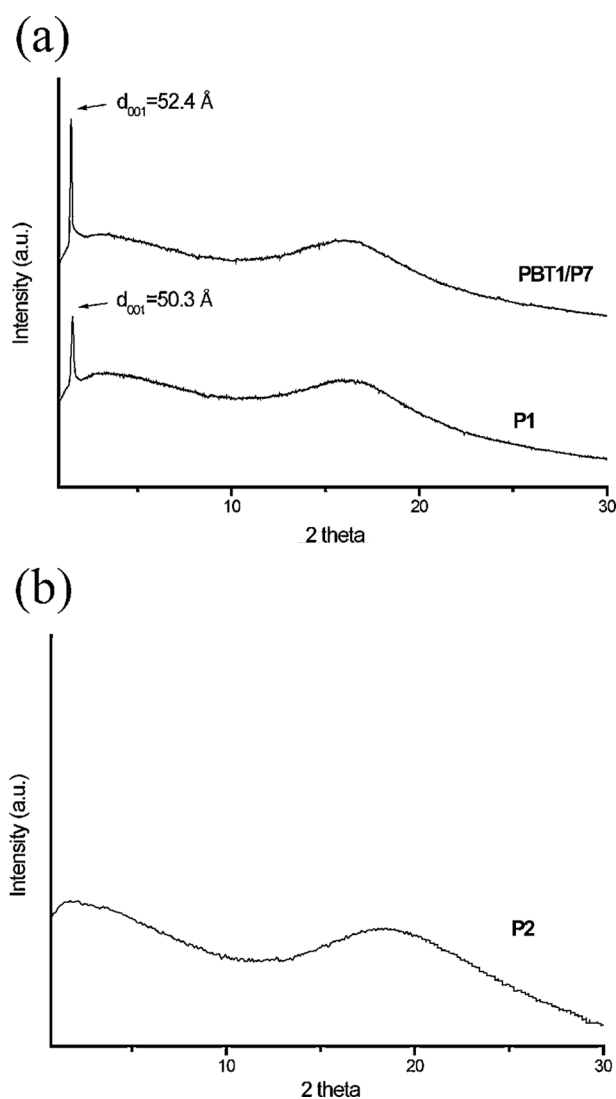 (a)
d001=52.4 Å
PBT1/P7
d001=50.3 Å
P1
Intensity (a.u.)
10
20
30
2 theta
(b)
P2
Intensity (a.u.)
10
20
30
2 theta